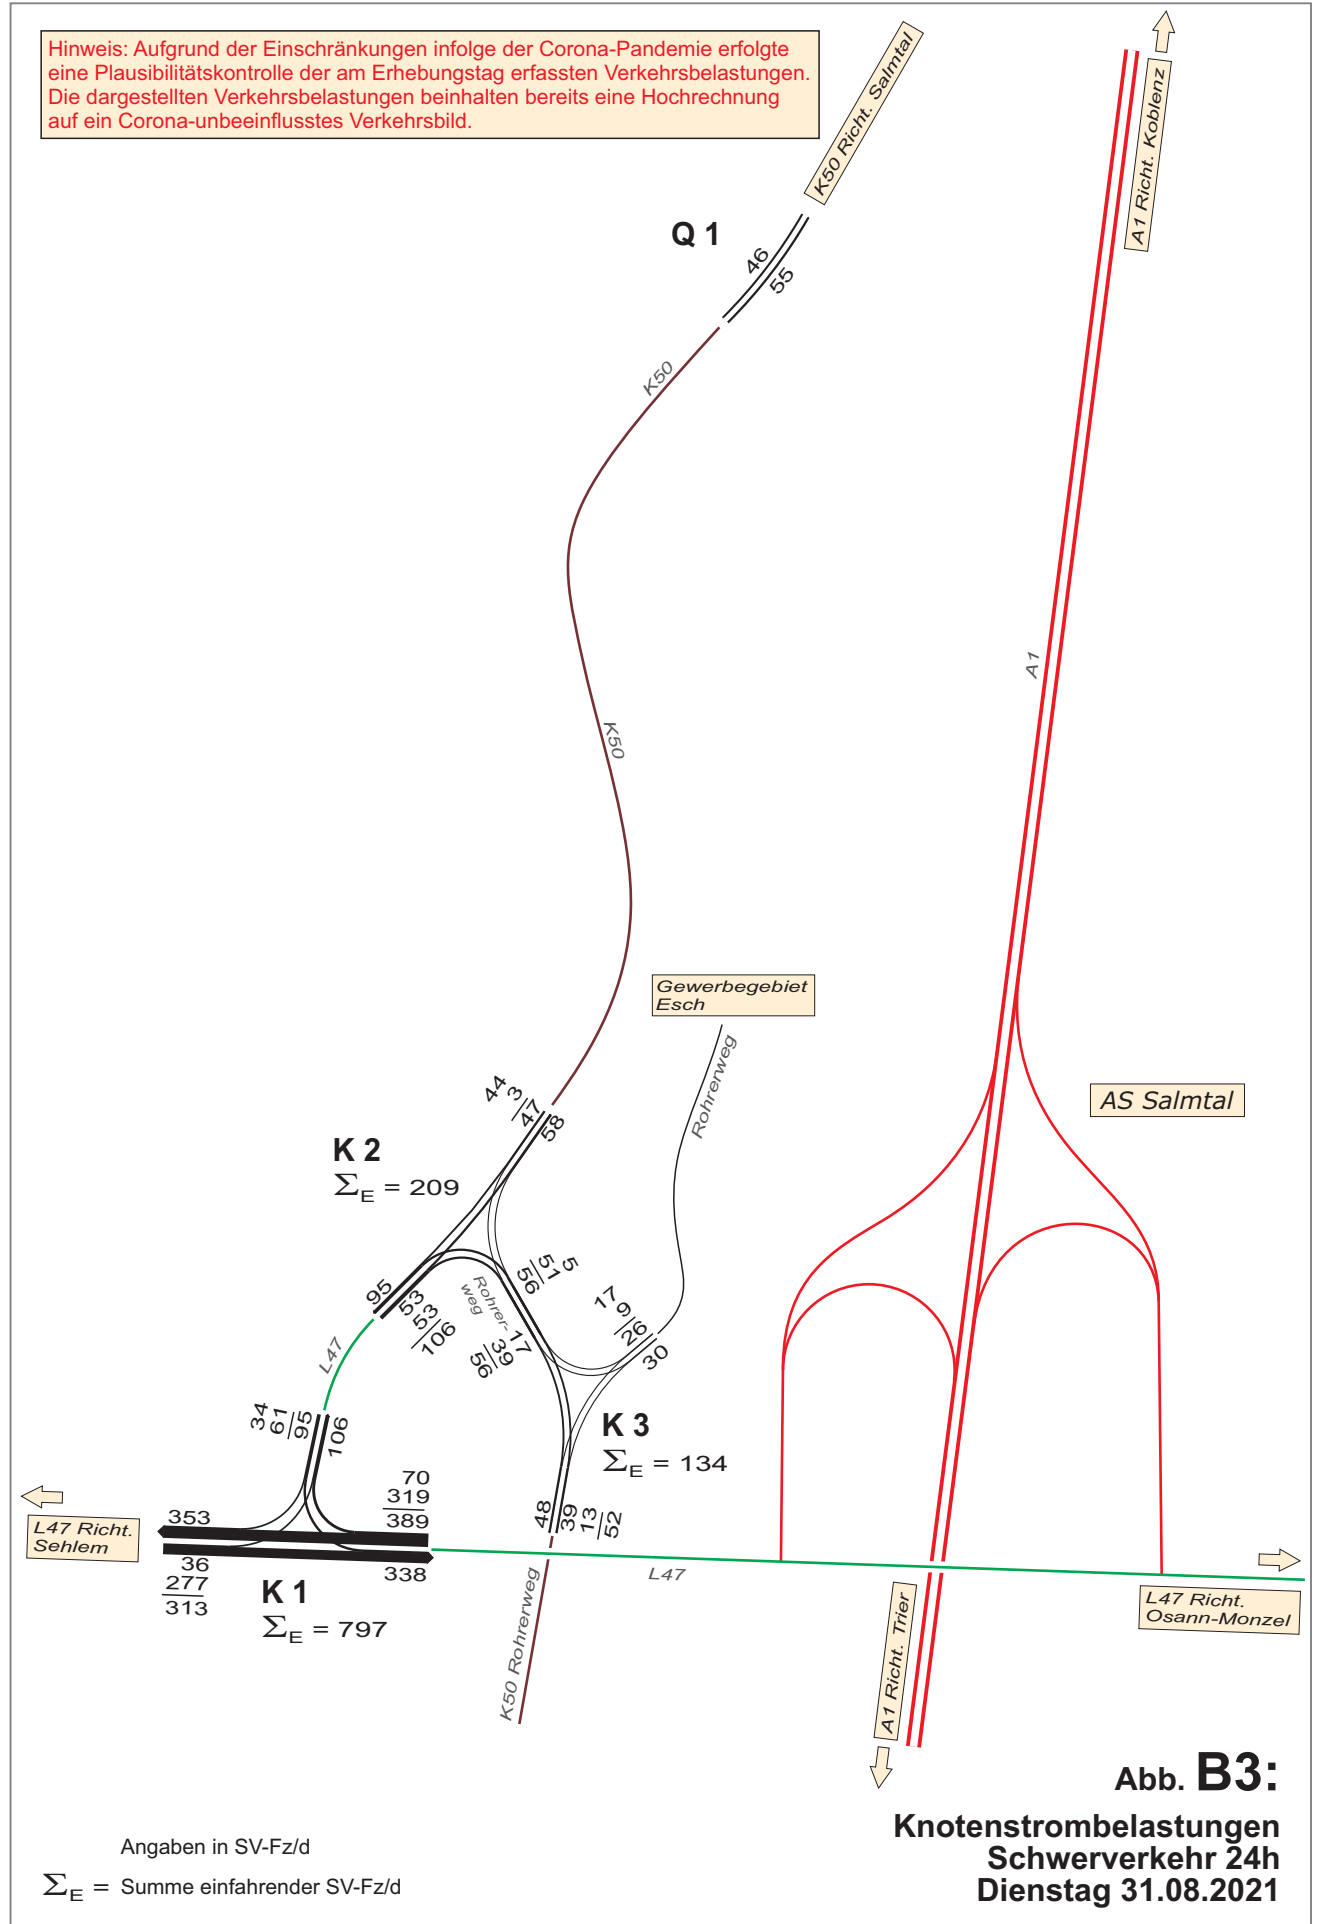 Hinweis: Aufgrund der Einschränkungen infolge der Corona-Pandemie erfolgte
eine Plausibilitätskontrolle der am Erhebungstag erfassten Verkehrsbelastungen.
Die dargestellten Verkehrsbelastungen beinhalten bereits eine Hochrechnung
auf ein Corona-unbeeinflusstes Verkehrsbild.
K50 Richt. Salmtal
A1 Richt. Koblenz
Q 1
46
55
K50
A1
K50
Gewerbegebiet
Esch
Rohrerweg
AS Salmtal
44
3
47
58
K 2
ΣE = 209
95
53
53
106
Rohrer-
weg
5
51
56
17
39
56
17
9
26
30
L47
K 3
ΣE = 134
34
61
95
106
70
319
389
48
39
13
52
353
L47 Richt.
Sehlem
36
277
313
338
K 1
ΣE = 797
L47
K50 Rohrerweg
A1 Richt. Trier
L47 Richt.
Osann-Monzel
Abb. B3:
Knotenstrombelastungen
Schwerverkehr 24h
Dienstag 31.08.2021
Angaben in SV-Fz/d
ΣE = Summe einfahrender SV-Fz/d